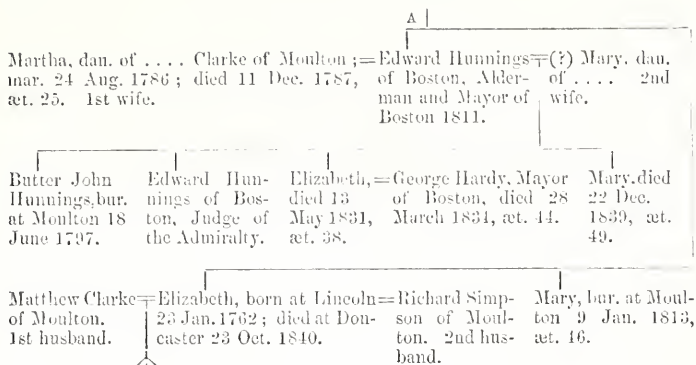 A
Martha, dan. of .... Clarke of Moulton ;
mar. 24 Aug. 1786 ; died 11 Dec. 1787,
æt. 25. 1st wife.
=Edward Hunnings=
of Boston, Alder-
man and Mayor of
Boston 1811.
(?) Mary, dan.
of .... 2nd
wife.
Butter John
Hunnings, bur.
at Moulton 18
June 1797.
Edward Hun-
nings of Bos-
ton, Judge of
the Admiralty.
Elizabeth,=
died 13
May 1831,
æt. 38.
George Hardy, Mayor
of Boston, died 28
March 1834, æt. 44.
Mary, died
22 Dec.
1839, æt.
49.
Matthew Clarke=
of Moulton.
1st husband.
Elizabeth, born at Lincoln=
23 Jan. 1762 ; died at Don-
caster 23 Oct. 1840.
Richard Simp-
son of Moul-
ton. 2nd hus-
band.
Mary, bur. at Moul-
ton 9 Jan. 1813,
æt. 46.